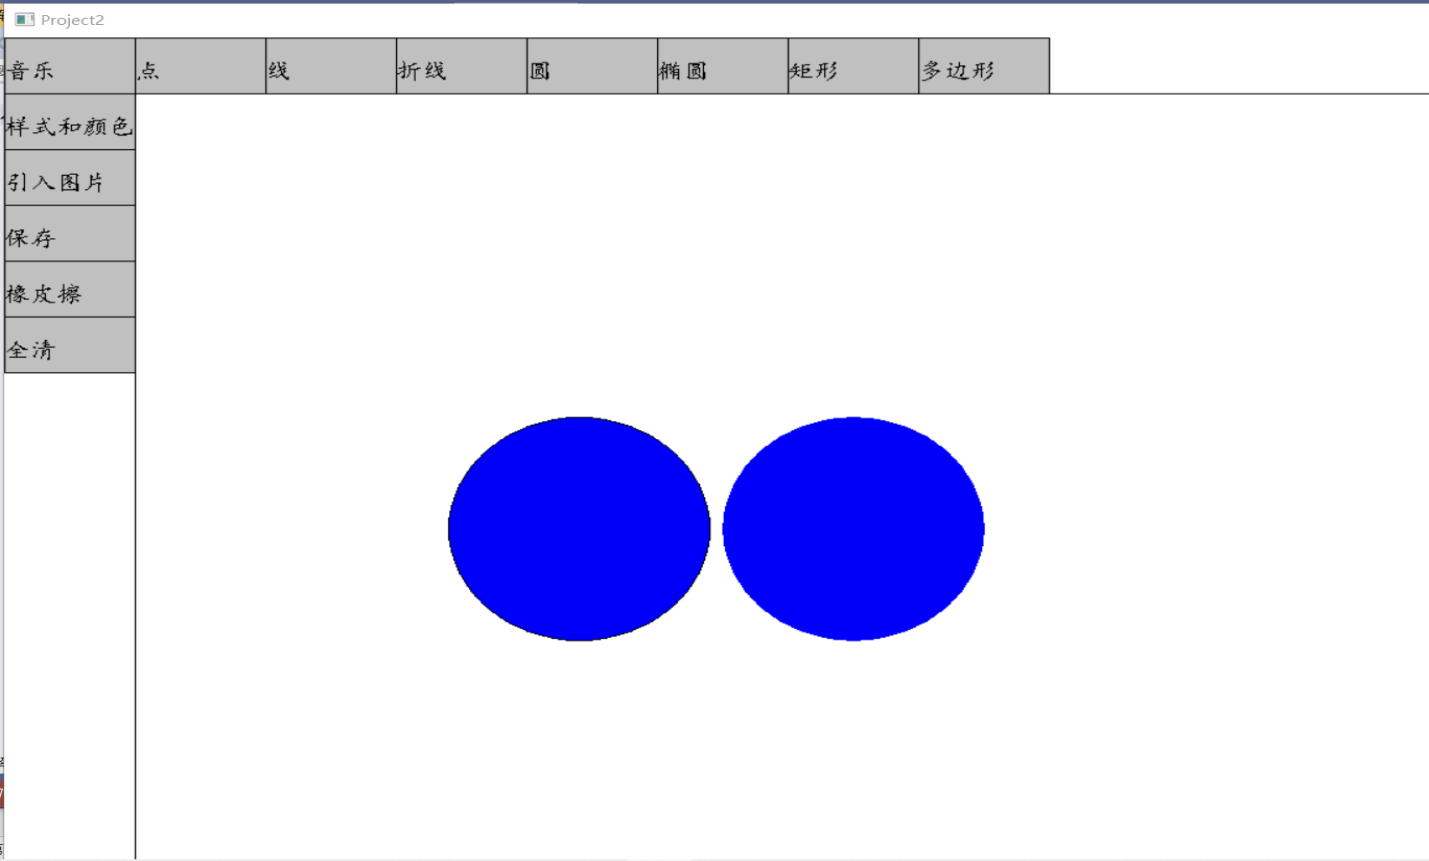 Project2
音乐 点 线 折线 圆 椭圆 矩形 多边形
样式和颜色
引入图片
保存
橡皮擦
全清